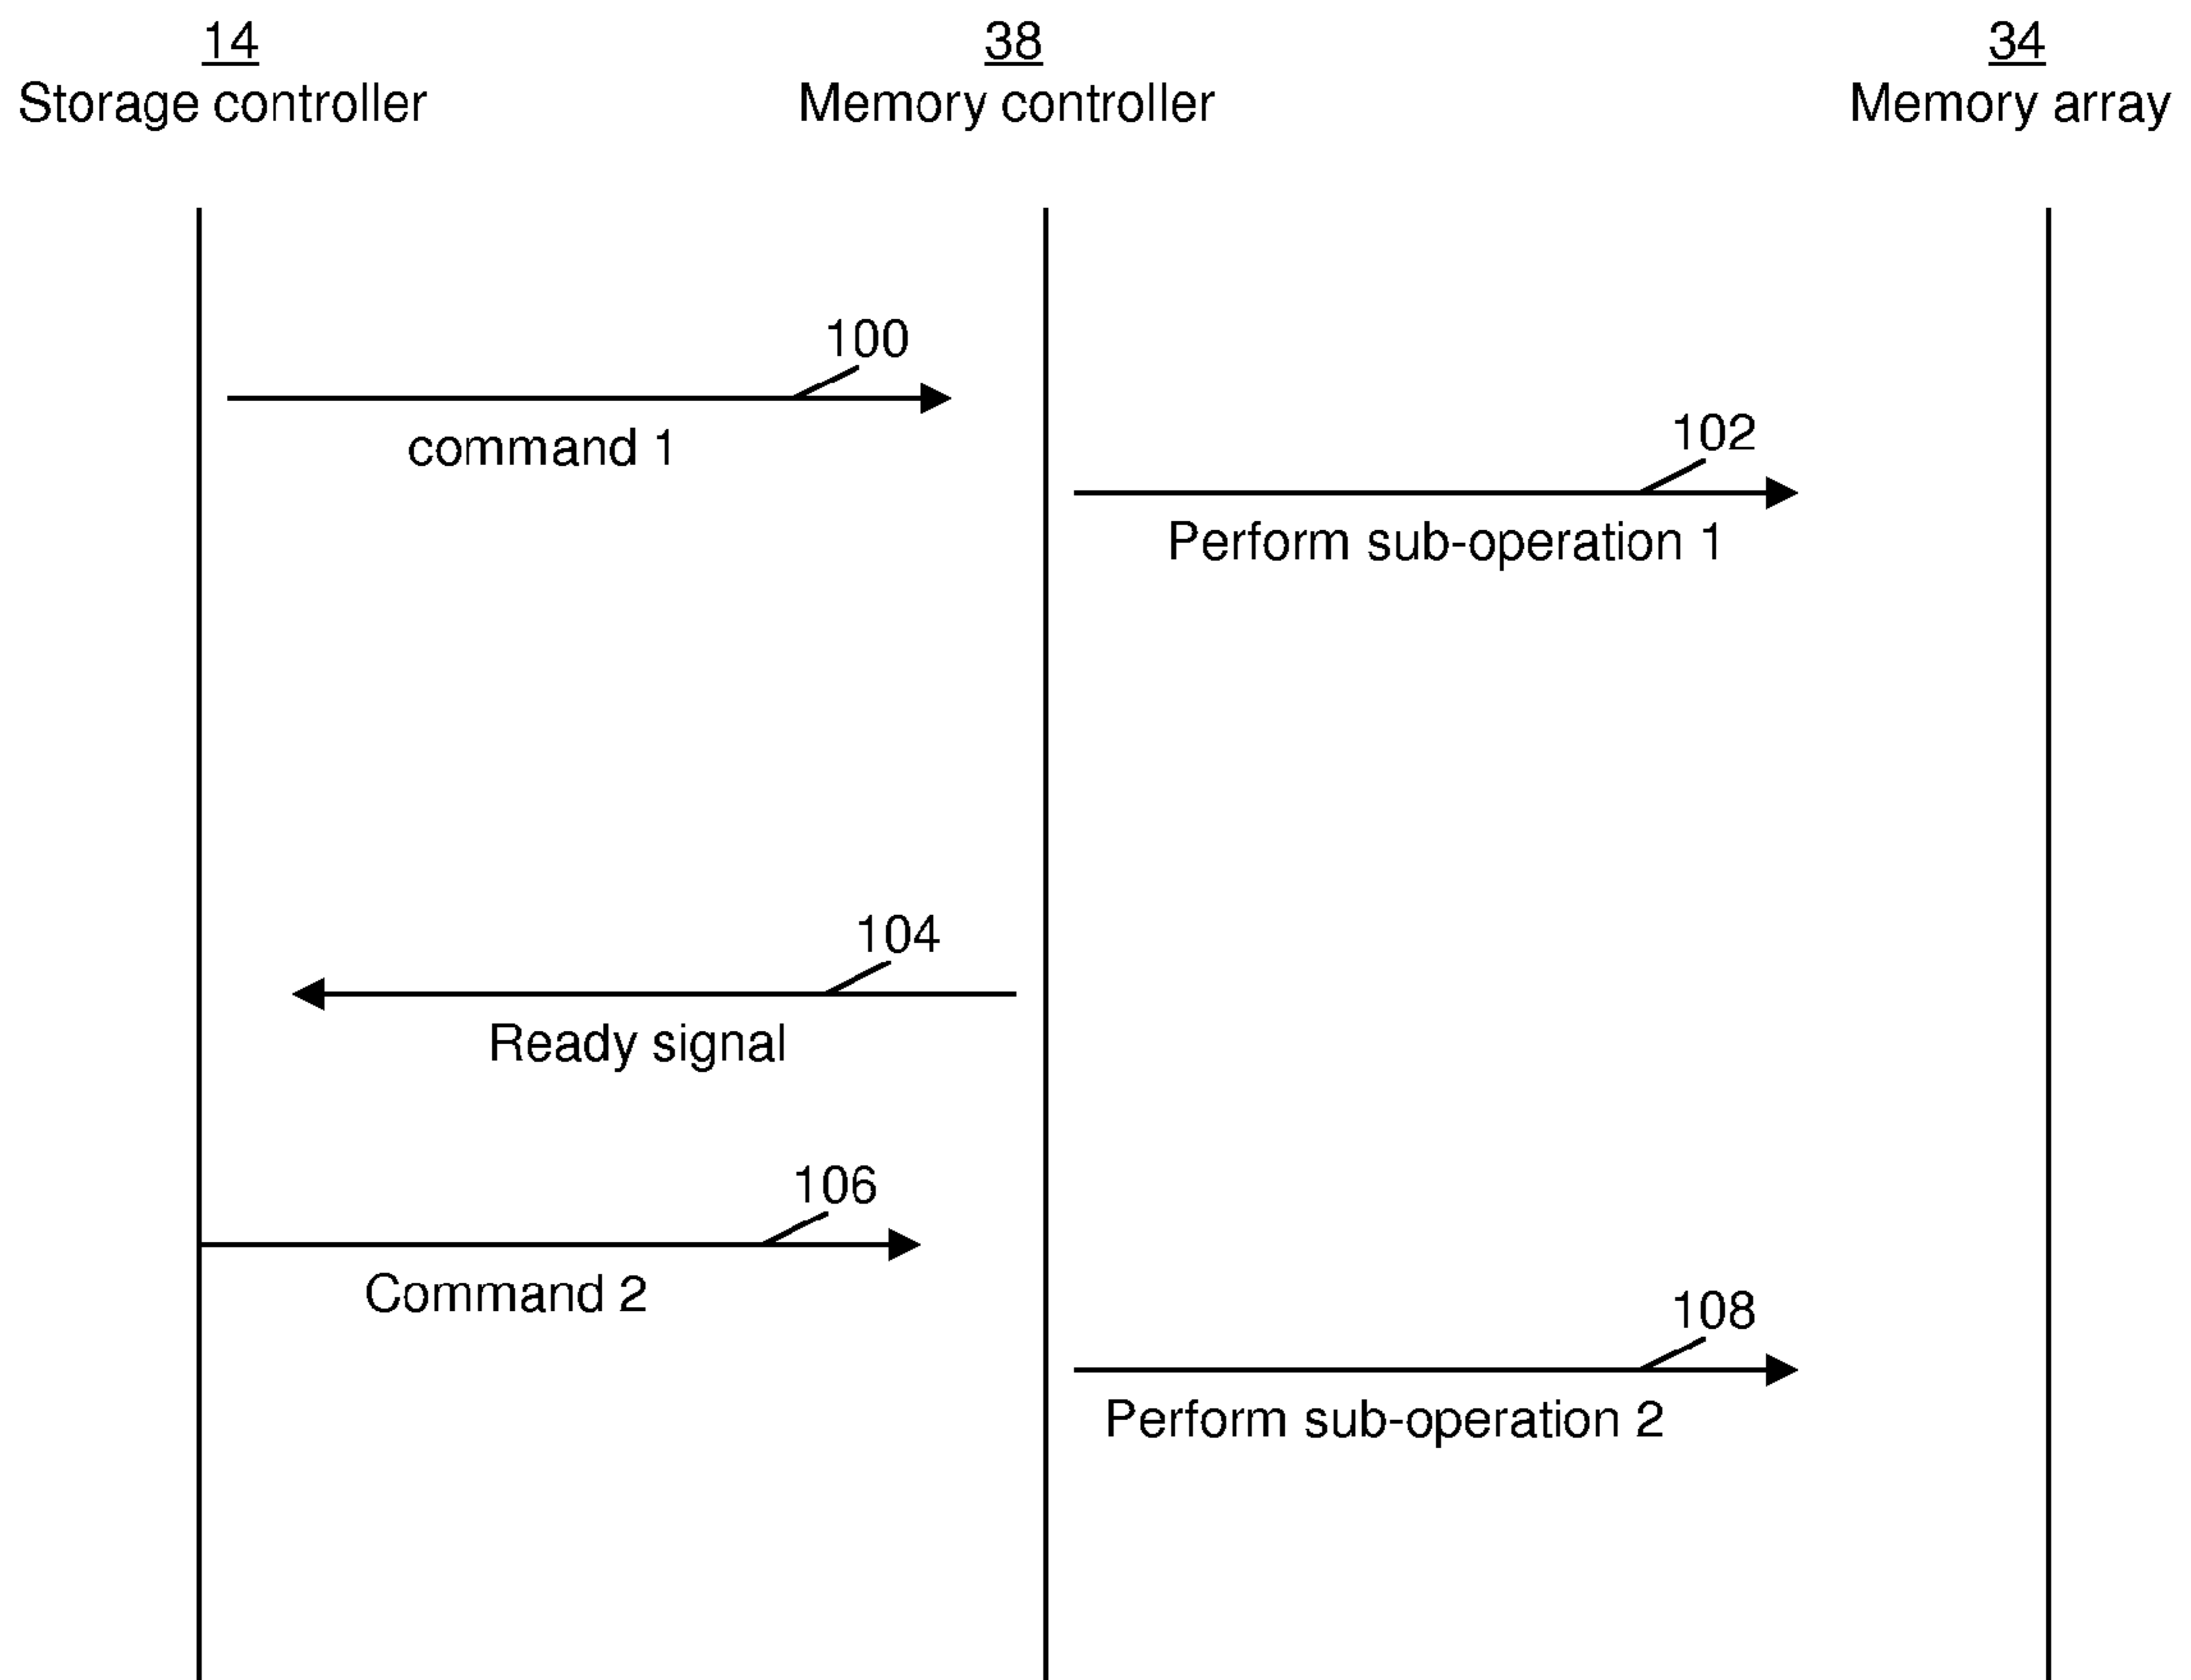 14
Storage controller
38
Memory controller
34
Memory array
100
command 1
102
Perform sub-operation 1
104
Ready signal
106
Command 2
108
Perform sub-operation 2